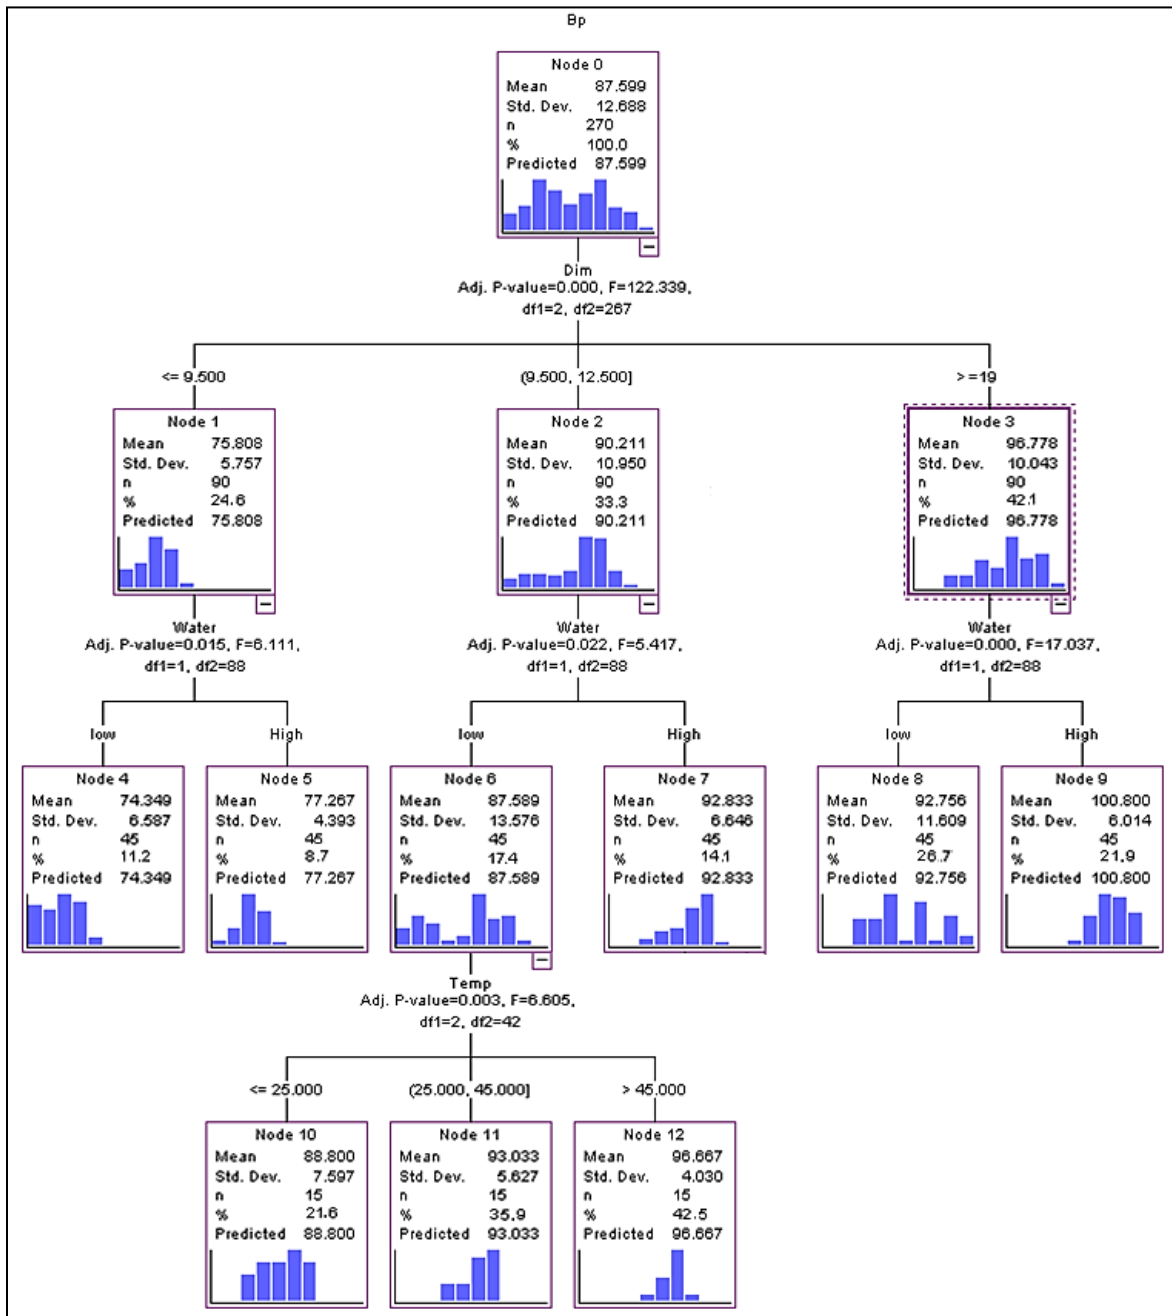 Bp
Node 0
Mean 87.599
Std. Dev. 12.688
n 270
% 100.0
Predicted 87.599
Dim
Adj. P-value=0.000, F=122.339,
df1=2, df2=267
<= 9.500
(9.500, 12.500]
> =19
Node 1
Mean 75.808
Std. Dev. 5.757
n 90
% 24.6
Predicted 75.808
Node 2
Mean 90.211
Std. Dev. 10.950
n 90
% 33.3
Predicted 90.211
Node 3
Mean 96.778
Std. Dev. 10.043
n 90
% 42.1
Predicted 96.778
Water
Adj. P-value=0.015, F=6.111,
df1=1, df2=88
Water
Adj. P-value=0.022, F=5.417,
df1=1, df2=88
Water
Adj. P-value=0.000, F=17.037,
df1=1, df2=88
low
High
low
High
low
High
Node 4
Mean 74.349
Std. Dev. 6.587
n 45
% 11.2
Predicted 74.349
Node 5
Mean 77.267
Std. Dev. 4.393
n 45
% 8.7
Predicted 77.267
Node 6
Mean 87.589
Std. Dev. 13.576
n 45
% 17.4
Predicted 87.589
Node 7
Mean 92.833
Std. Dev. 6.646
n 45
% 14.1
Predicted 92.833
Node 8
Mean 92.756
Std. Dev. 11.609
n 45
% 26.7
Predicted 92.756
Node 9
Mean 100.800
Std. Dev. 6.014
n 45
% 21.9
Predicted 100.800
Temp
Adj. P-value=0.003, F=6.605,
df1=2, df2=42
<= 25.000
(25.000, 45.000]
> 45.000
Node 10
Mean 88.800
Std. Dev. 7.597
n 15
% 21.6
Predicted 88.800
Node 11
Mean 93.033
Std. Dev. 5.627
n 15
% 35.9
Predicted 93.033
Node 12
Mean 96.667
Std. Dev. 4.030
n 15
% 42.5
Predicted 96.667